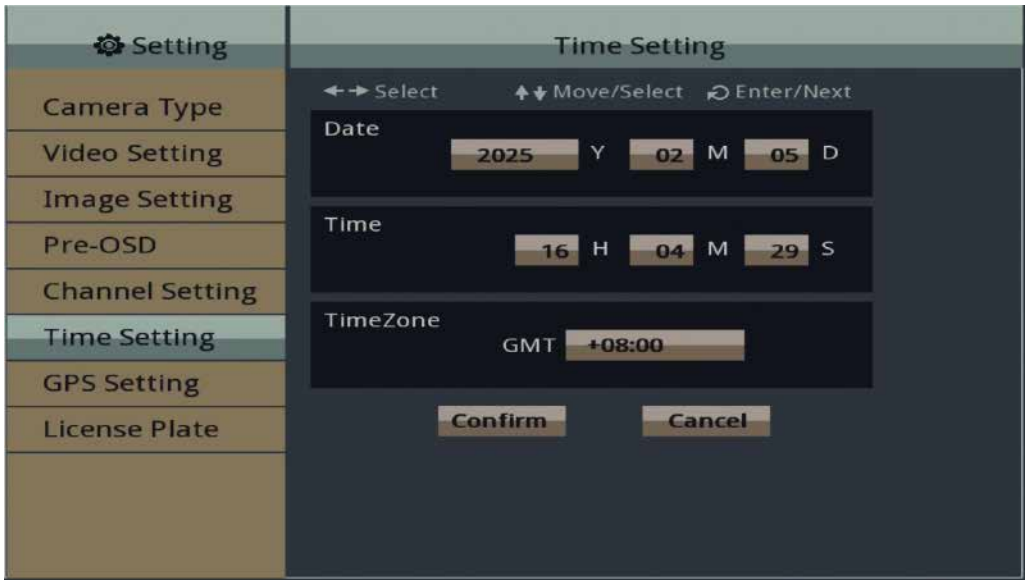 Setting
Time Setting
Camera Type
Video Setting
Image Setting
Pre-OSD
Channel Setting
Time Setting
GPS Setting
License Plate
Select Move/Select Enter/Next
Date
2025 Y 02 M 05 D
Time
16 H 04 M 29 S
TimeZone
GMT +08:00
Confirm Cancel